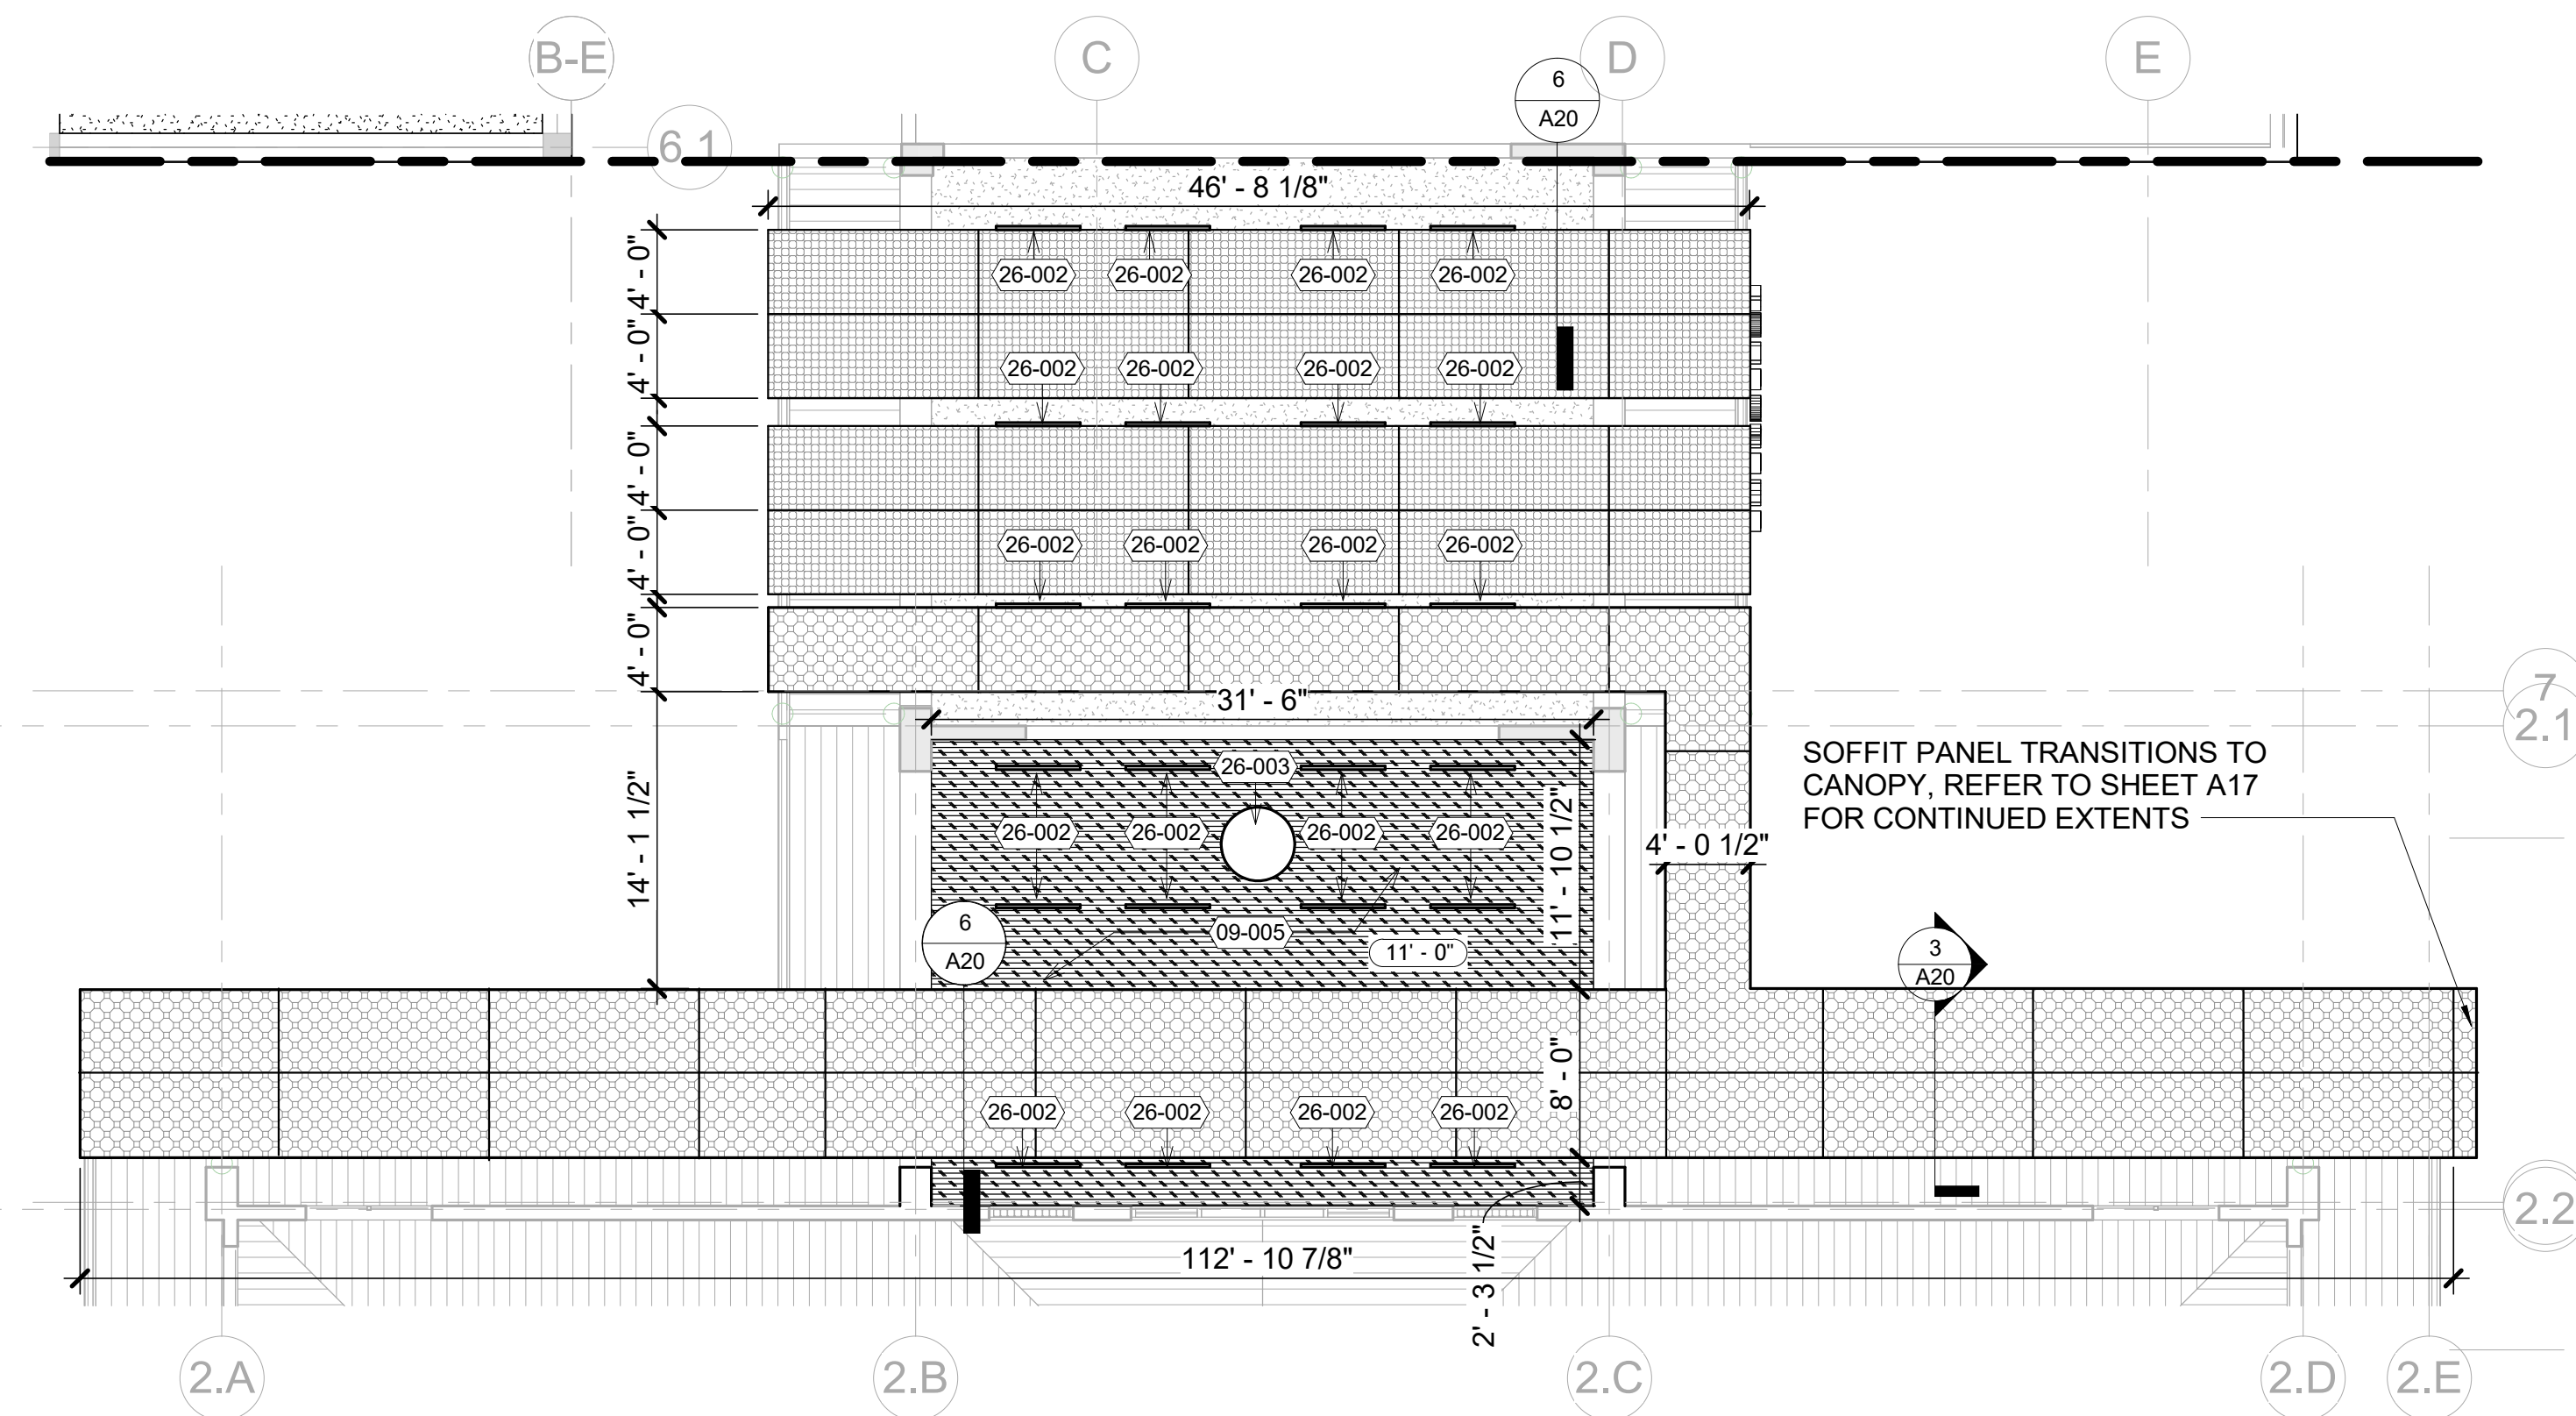 B-E
C
D
E
6
A20
6.1
46' - 8 1/8"
4' - 0"
26-002 26-002 26-002 26-002
4' - 0"
26-002 26-002 26-002 26-002
4' - 0"
4' - 0"
26-002 26-002 26-002 26-002
4' - 0"
31' - 6"
7
2.1
SOFFIT PANEL TRANSITIONS TO
CANOPY, REFER TO SHEET A17
FOR CONTINUED EXTENTS
26-003
14' - 1 1/2"
26-002 26-002 26-002 26-002
11' - 10 1/2"
4' - 0 1/2"
6
A20
09-005
11' - 0"
3
A20
8' - 0"
26-002 26-002 26-002 26-002
2.2
112' - 10 7/8"
2' - 3 1/2"
2.A
2.B
2.C
2.D
2.E